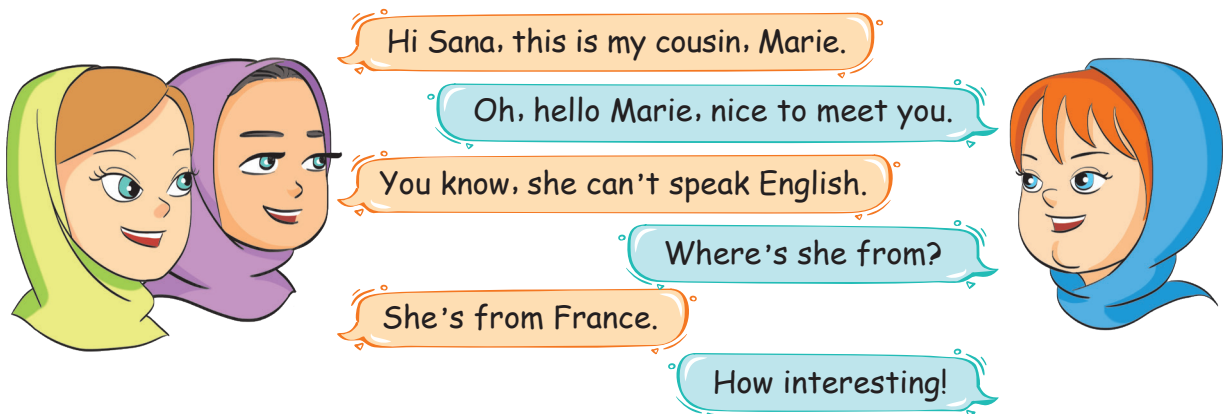 Hi Sana, this is my cousin, Marie.
Oh, hello Marie, nice to meet you.
You know, she can't speak English.
Where's she from?
She's from France.
How interesting!